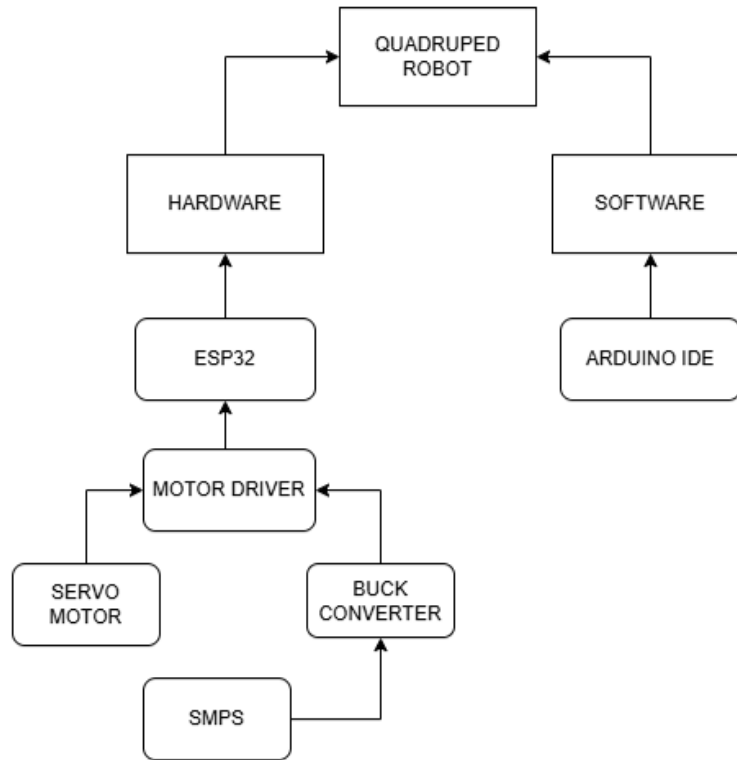 QUADRUPED
ROBOT
HARDWARE
SOFTWARE
ESP32
ARDUINO IDE
MOTOR DRIVER
SERVO
MOTOR
BUCK
CONVERTER
SMPS